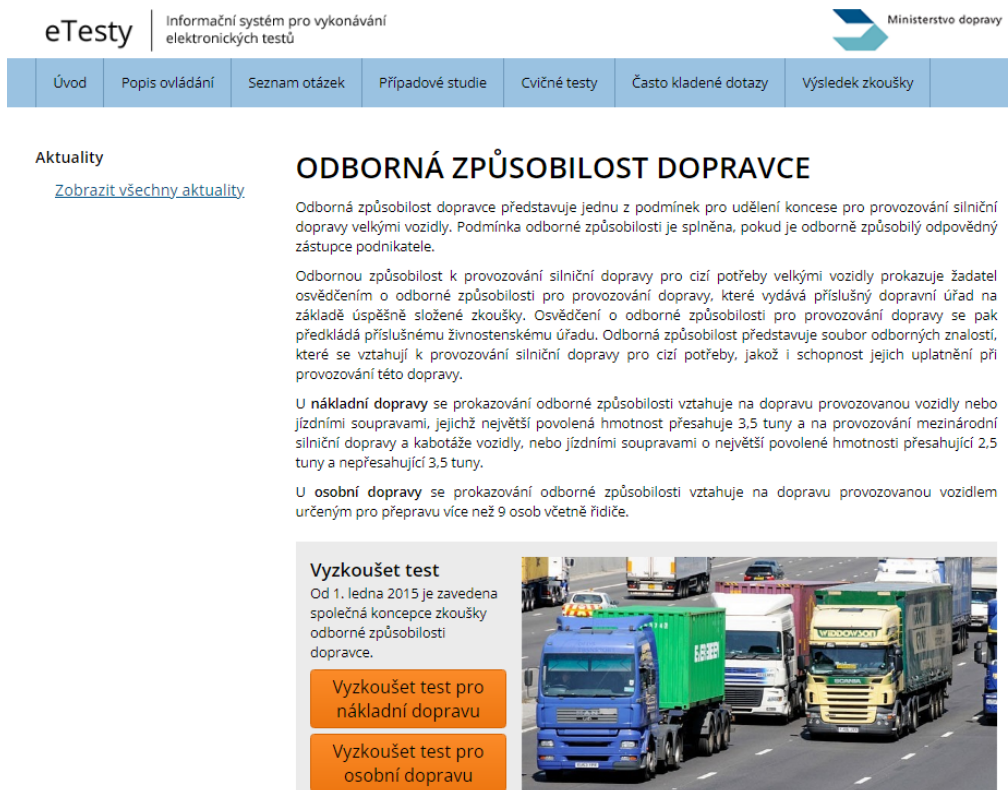 eTesty
Informační systém pro vykonávání
elektronických testů
Ministerstvo dopravy
Úvod
Popis ovládání
Seznam otázek
Případové studie
Cvičné testy
Často kladené dotazy
Výsledek zkoušky
Aktuality
Zobrazit všechny aktuality
ODBORNÁ ZPŮSOBILOST DOPRAVCE
Odborná způsobilost dopravce představuje jednu z podmínek pro udělení koncese pro provozování silniční
dopravy velkými vozidly. Podmínka odborné způsobilosti je splněna, pokud je odborně způsobilý odpovědný
zástupce podnikatele.
Odbornou způsobilost k provozování silniční dopravy pro cizí potřeby velkými vozidly prokazuje žadatel
osvědčením o odborné způsobilosti pro provozování dopravy, které vydává příslušný dopravní úřad na
základě úspěšně složené zkoušky. Osvědčení o odborné způsobilosti pro provozování dopravy se pak
předkládá příslušnému živnostenskému úřadu. Odborná způsobilost představuje soubor odborných znalostí,
které se vztahují k provozování silniční dopravy pro cizí potřeby, jakož i schopnost jejich uplatnění při
provozování této dopravy.
U nákladní dopravy se prokazování odborné způsobilosti vztahuje na dopravu provozovanou vozidly nebo
jízdními soupravami, jejichž největší povolená hmotnost přesahuje 3,5 tuny a na provozování mezinárodní
silniční dopravy a kabotáže vozidly, nebo jízdními soupravami o největší povolené hmotnosti přesahující 2,5
tuny a nepřesahující 3,5 tuny.
U osobní dopravy se prokazování odborné způsobilosti vztahuje na dopravu provozovanou vozidlem
určeným pro přepravu více než 9 osob včetně řidiče.
Vyzkoušet test
Od 1. ledna 2015 je zavedena
společná koncepce zkoušky
odborné způsobilosti
dopravce.
Vyzkoušet test pro
nákladní dopravu
Vyzkoušet test pro
osobní dopravu
WIDDOWSON
SCANIA